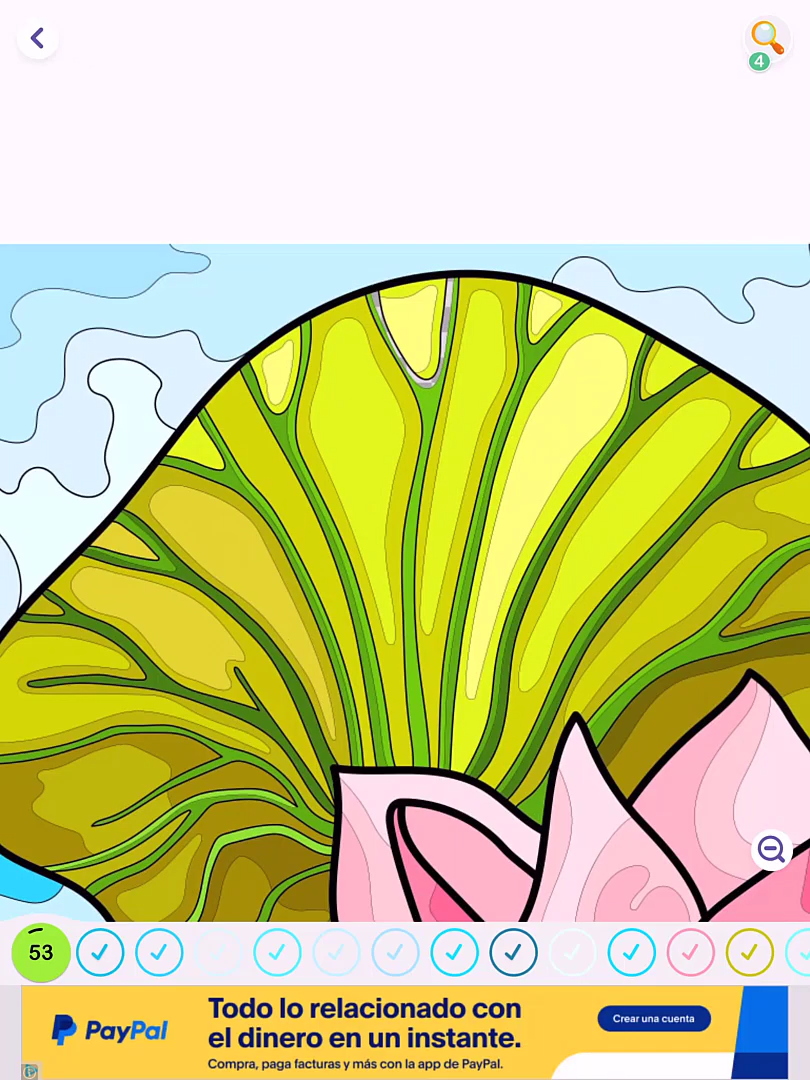 4
53
PayPal
Todo lo relacionado con
el dinero en un instante.
Compra, paga facturas y más con la app de PayPal.
Crear una cuenta